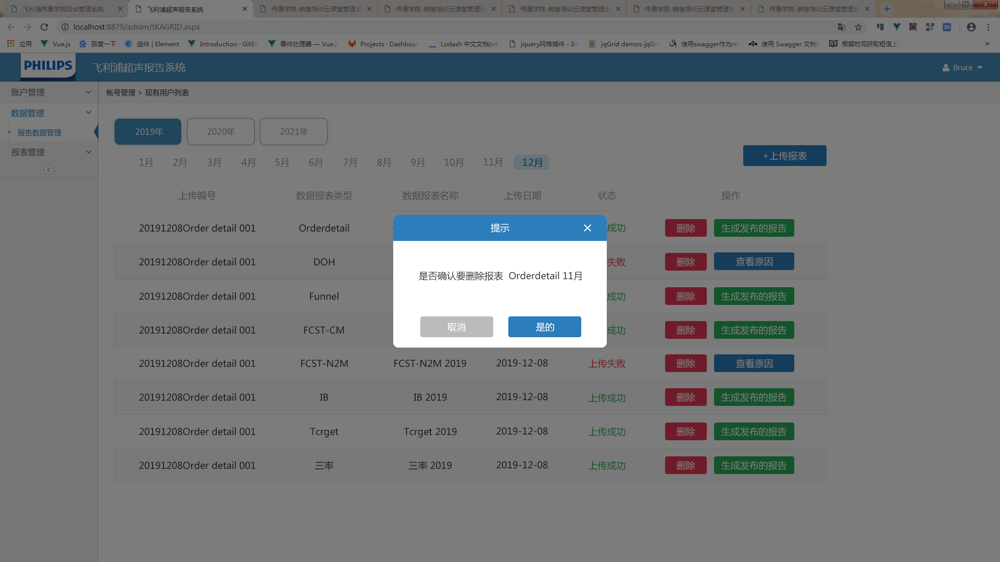 飞利浦伟康学院后台管理系统
飞利浦超声报告系统
伟康学院-销售培训云课堂管理系
伟康学院-销售培训云课堂管理系
伟康学院-销售培训云课堂管理系
伟康学院-销售培训云课堂管理系
伟康学院-销售培训云课堂管理系
localhost:8879/adnim/tKAGRID.aspx
JH
应用
Vue.js
百度一下
组件 | Element
Introduction · GitBo
事件处理器 — Vue.js
Projects · Dashboar
Lodash 中文文档(v4.
jquery网格插件 - Bo
jqGrid demos-jqGri
使用swagger作为res
使用 Swagger 文档化
根据时间获取短信上
»
PHILIPS
飞利浦超声报告系统
Bruce
账户管理
数据管理
报告数据管理
报表管理
帐号管理 > 现有用户列表
2019年
2020年
2021年
1月 2月 3月 4月 5月 6月 7月 8月 9月 10月 11月 12月
+上传报表
上传编号 数据报表类型 数据报表名称 上传日期 状态 操作
20191208Order detail 001 Orderdetail 成功 删除 生成发布的报告
20191208Order detail 001 DOH 失败 删除 查看原因
20191208Order detail 001 Funnel 成功 删除 生成发布的报告
20191208Order detail 001 FCST-CM 成功 删除 生成发布的报告
20191208Order detail 001 FCST-N2M FCST-N2M 2019 2019-12-08 上传失败 删除 查看原因
20191208Order detail 001 IB IB 2019 2019-12-08 上传成功 删除 生成发布的报告
20191208Order detail 001 Tcrget Tcrget 2019 2019-12-08 上传成功 删除 生成发布的报告
20191208Order detail 001 三率 三率 2019 2019-12-08 上传成功 删除 生成发布的报告
提示
是否确认要删除报表 Orderdetail 11月
取消
是的